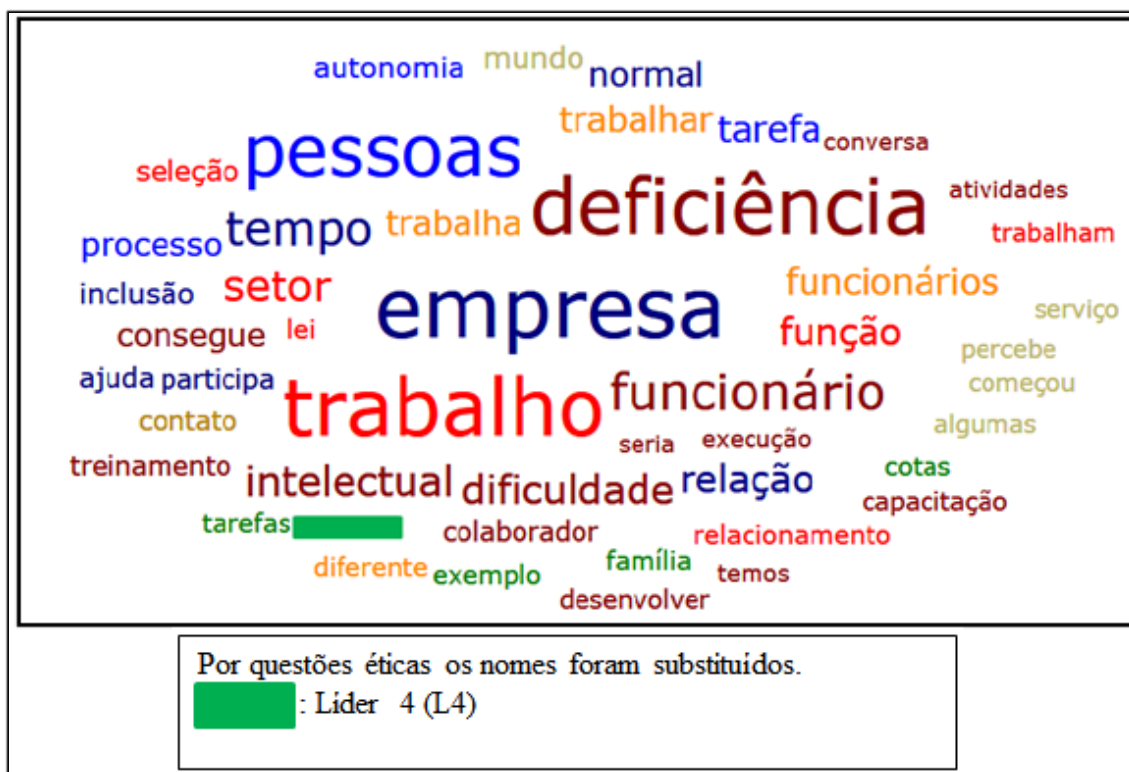 autonomia mundo normal
trabalhar tarefa conversa
seleção pessoas deficiência atividades
processo tempo trabalha trabalham
inclusão setor empresa funcionários serviço
consegue lei função percebe
ajuda participa trabalho funcionário começou
contato seria execução algumas
treinamento intelectual dificuldade relação cotas capacitação
tarefas colaborador relacionamento
diferente exemplo família temos
desenvolver
Por questões éticas os nomes foram substituídos.
: Líder 4 (L4)